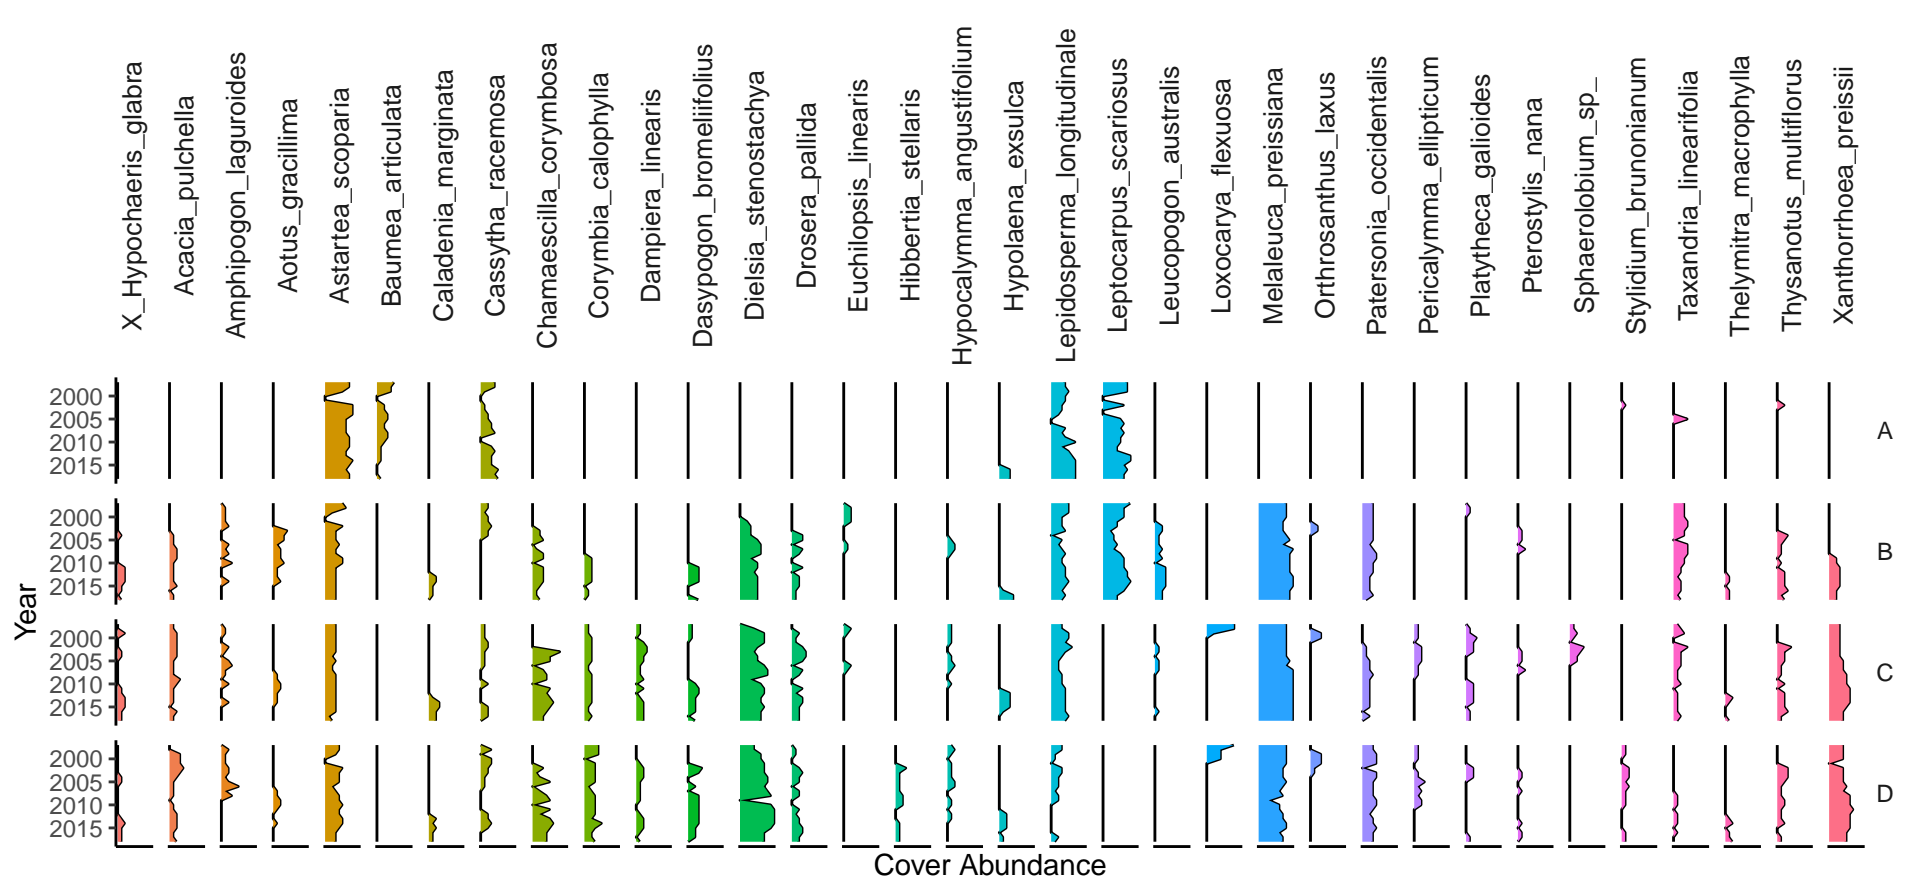 X_Hypochaeris_glabra
Acacia_pulchella
Amphipogon_laguroides
Aotus_gracillima
Astartea_scoparia
Baumea_articulata
Caladenia_marginata
Cassytha_racemosa
Chamaescilla_corymbosa
Corymbia_calophylla
Dampiera_linearis
Dasypogon_bromeliifolius
Dielsia_stenostachya
Drosera_pallida
Euchilopsis_linearis
Hibbertia_stellaris
Hypocalymma_angustifolium
Hypolaena_exsulca
Lepidosperma_longitudinale
Leptocarpus_scariosus
Leucopogon_australis
Loxocarya_flexuosa
Melaleuca_preissiana
Orthrosanthus_laxus
Patersonia_occidentalis
Pericalymma_ellipticum
Platytheca_galioides
Pterostylis_nana
Sphaerolobium_sp_
Stylidium_brunonianum
Taxandria_linearifolia
Thelymitra_macrophylla
Thysanotus_multiflorus
Xanthorrhoea_preissii
Year
2000
2005
2010
2015
A
2000
2005
2010
2015
B
2000
2005
2010
2015
C
2000
2005
2010
2015
D
Cover Abundance